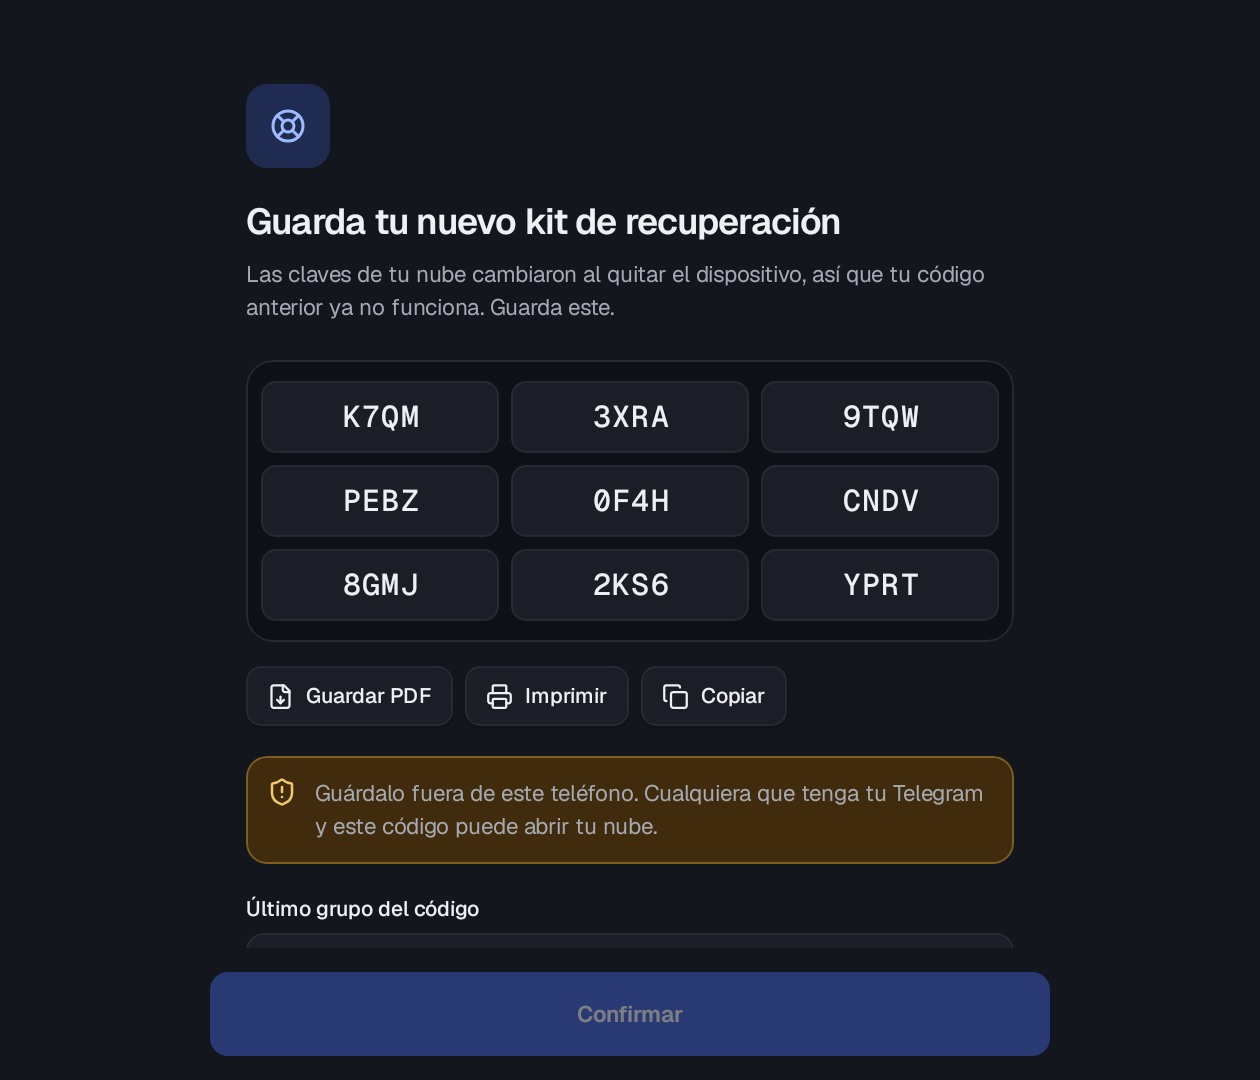 Guarda tu nuevo kit de recuperación
Las claves de tu nube cambiaron al quitar el dispositivo, así que tu código
anterior ya no funciona. Guarda este.
K7QM 3XRA 9TQW
PEBZ 0F4H CNDV
8GMJ 2KS6 YPRT
Guardar PDF Imprimir Copiar
Guárdalo fuera de este teléfono. Cualquiera que tenga tu Telegram
y este código puede abrir tu nube.
Último grupo del código
Confirmar